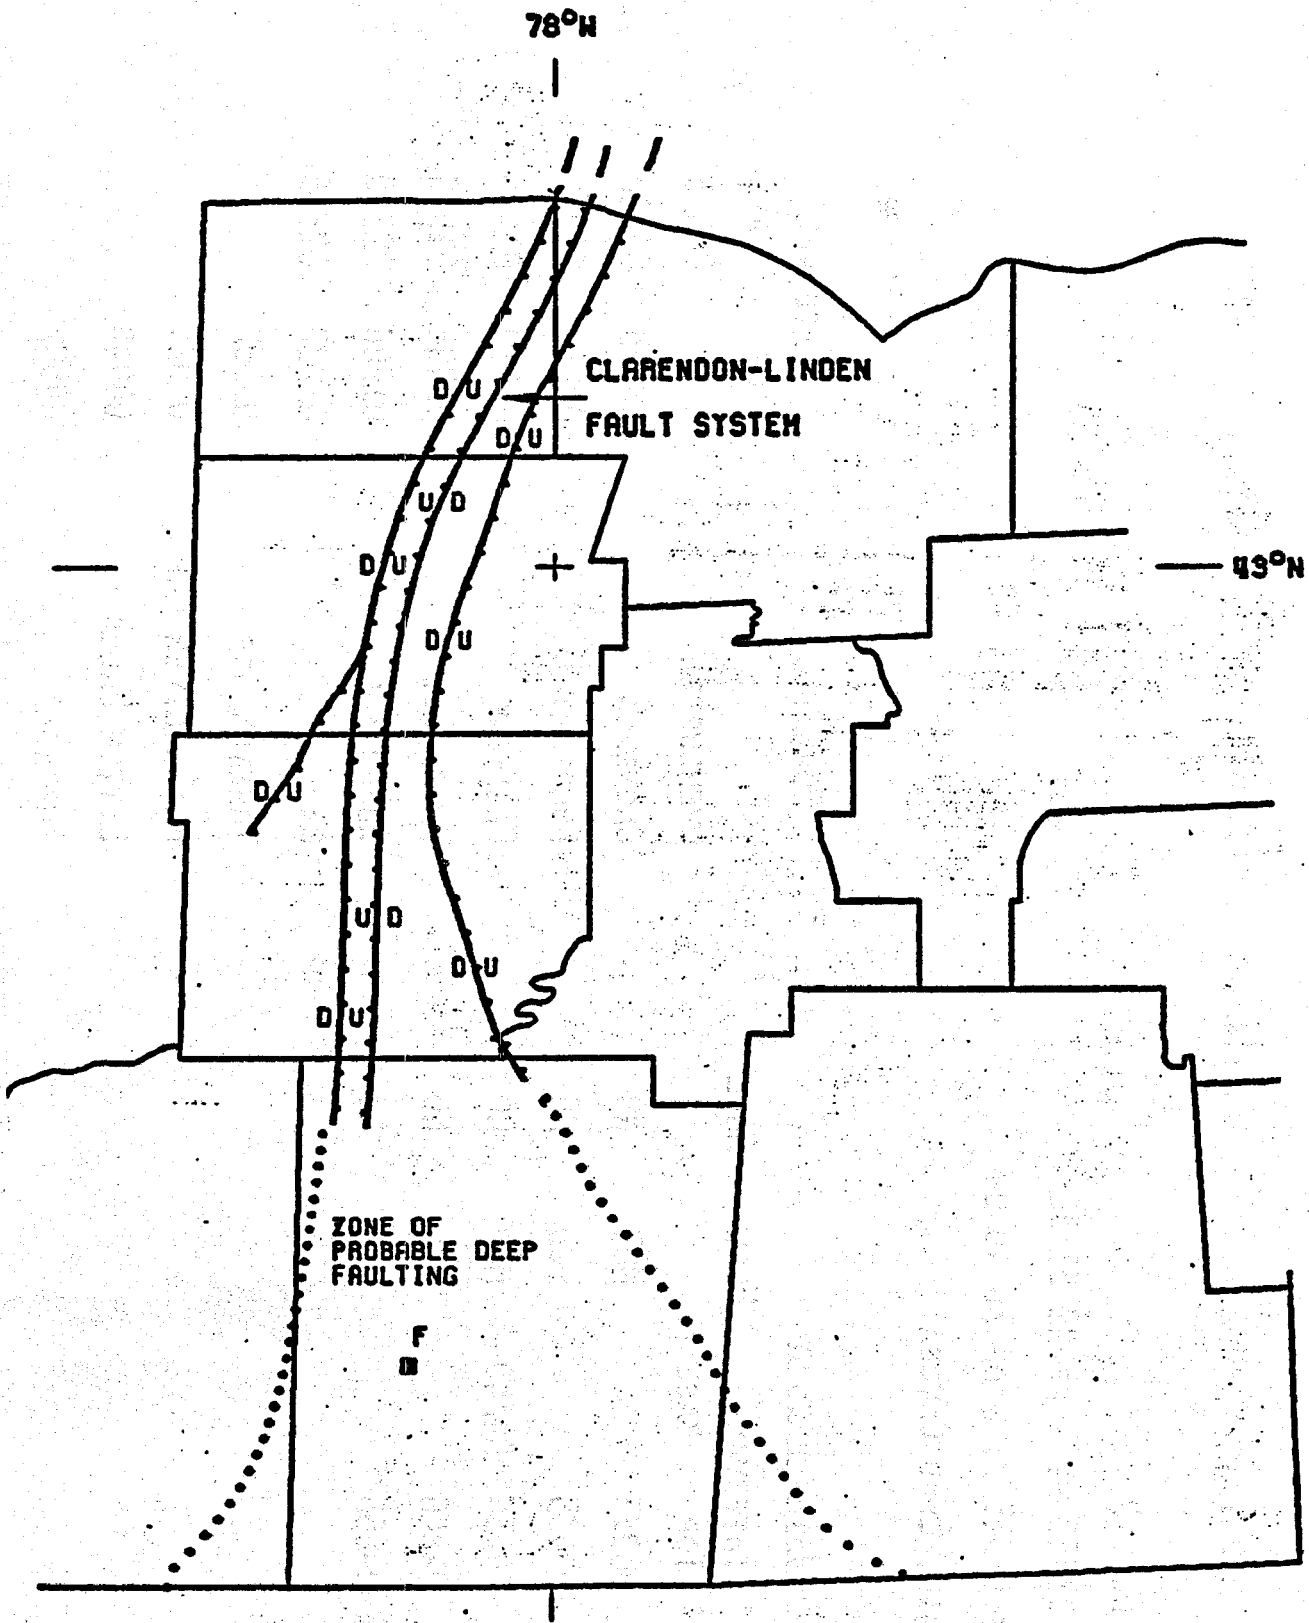 78°W
CLARENDON-LINDEN
D U
FAULT SYSTEM
D U
U D
D U
43°N
D U
D U
U D
D U
D U
ZONE OF
PROBABLE DEEP
FAULTING
F